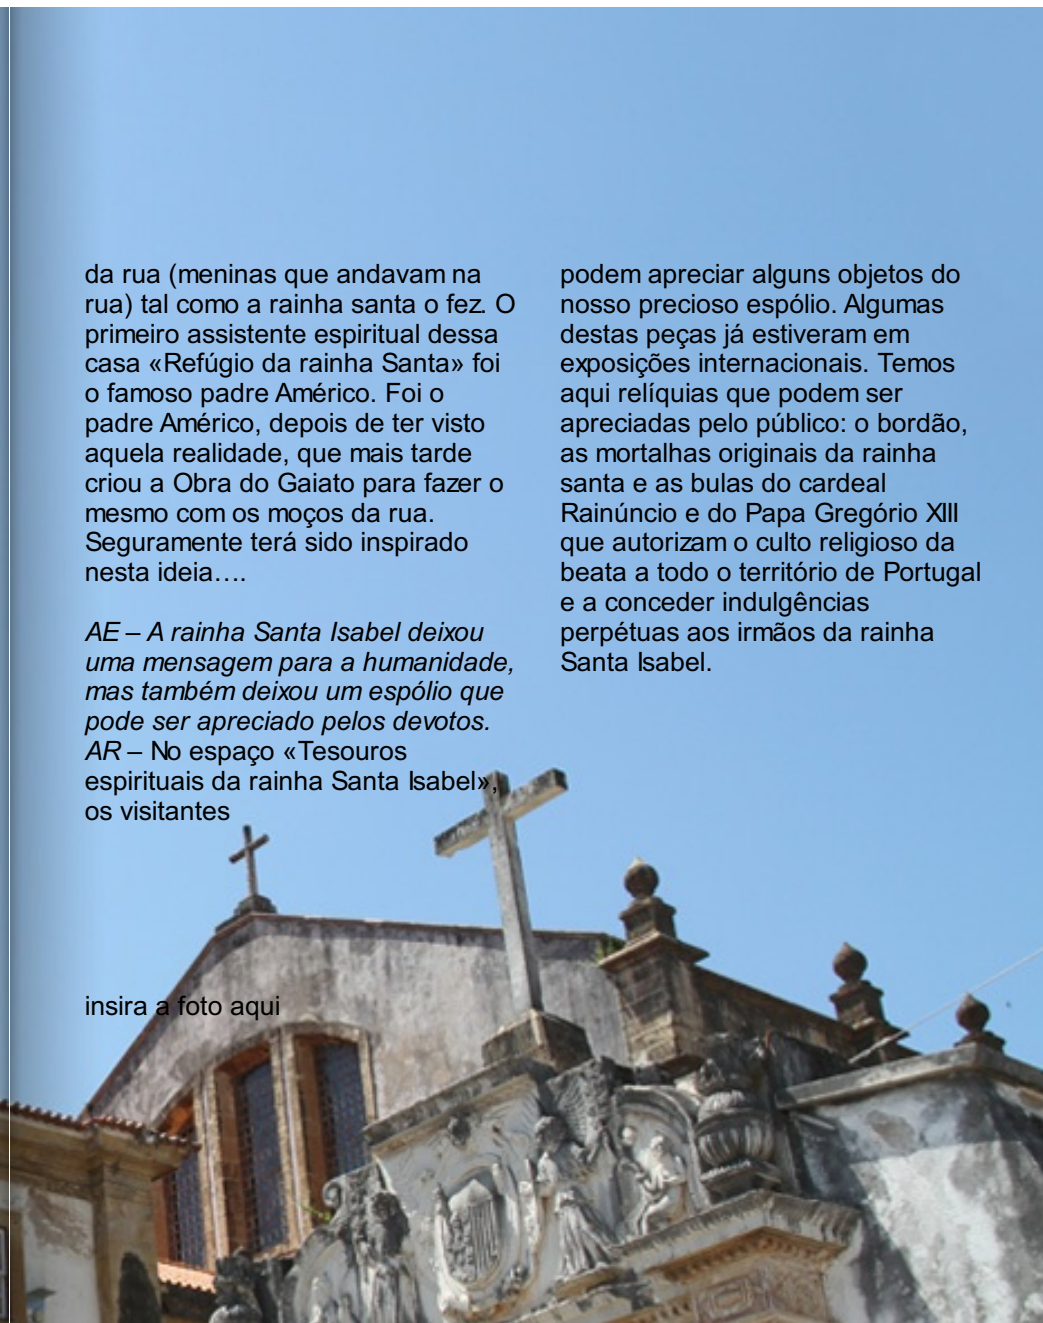 da rua (meninas que andavam na
rua) tal como a rainha santa o fez. O
primeiro assistente espiritual dessa
casa «Refúgio da rainha Santa» foi
o famoso padre Américo. Foi o
padre Américo, depois de ter visto
aquela realidade, que mais tarde
criou a Obra do Gaiato para fazer o
mesmo com os moços da rua.
Seguramente terá sido inspirado
nesta ideia….
AE – A rainha Santa Isabel deixou
uma mensagem para a humanidade,
mas também deixou um espólio que
pode ser apreciado pelos devotos.
AR – No espaço «Tesouros
espirituais da rainha Santa Isabel»,
os visitantes
podem apreciar alguns objetos do
nosso precioso espólio. Algumas
destas peças já estiveram em
exposições internacionais. Temos
aqui relíquias que podem ser
apreciadas pelo público: o bordão,
as mortalhas originais da rainha
santa e as bulas do cardeal
Rainúncio e do Papa Gregório XIII
que autorizam o culto religioso da
beata a todo o território de Portugal
e a conceder indulgências
perpétuas aos irmãos da rainha
Santa Isabel.
insira a foto aqui